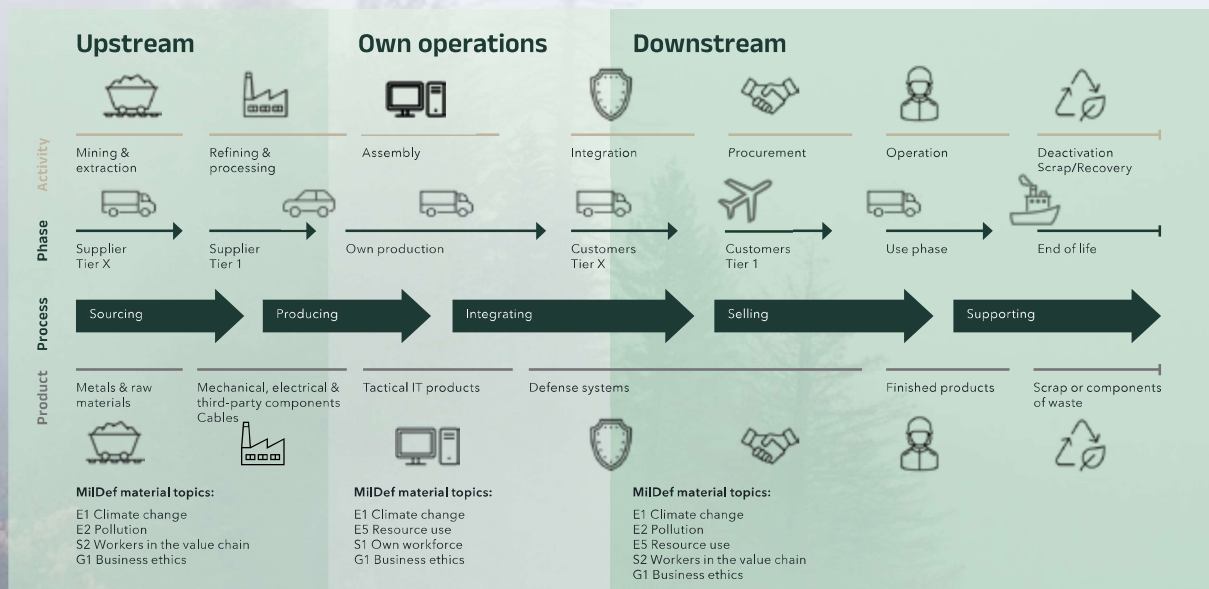 Upstream
Own operations
Downstream
Activity
Mining &
extraction
Refining &
processing
Assembly
Integration
Procurement
Operation
Deactivation
Scrap/Recovery
Phase
Supplier
Tier X
Supplier
Tier 1
Own production
Customers
Tier X
Customers
Tier 1
Use phase
End of life
Process
Sourcing
Producing
Integrating
Selling
Supporting
Product
Metals & raw
materials
Mechanical, electrical &
third-party components
Cables
Tactical IT products
Defense systems
Finished products
Scrap or components
of waste
MilDef material topics:
E1 Climate change
E2 Pollution
S2 Workers in the value chain
G1 Business ethics
MilDef material topics:
E1 Climate change
E5 Resource use
S1 Own workforce
G1 Business ethics
MilDef material topics:
E1 Climate change
E2 Pollution
E5 Resource use
S2 Workers in the value chain
G1 Business ethics